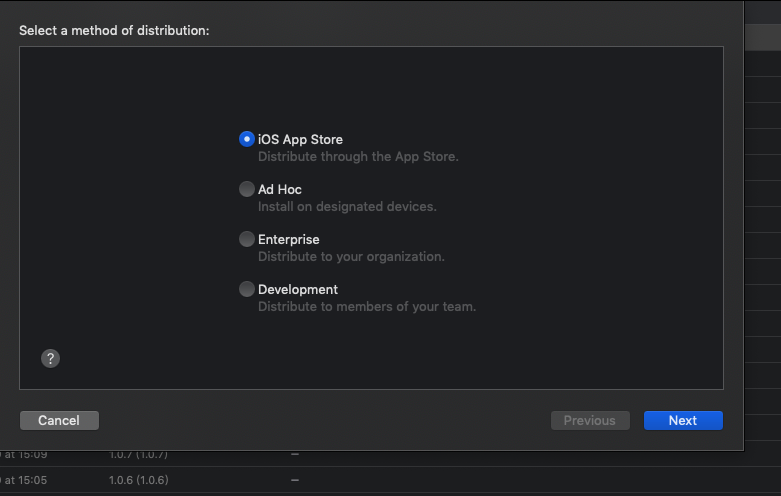 Select a method of distribution:
iOS App Store
Distribute through the App Store.
Ad Hoc
Install on designated devices.
Enterprise
Distribute to your organization.
Development
Distribute to members of your team.
?
Cancel
Previous
Next
at 15:09 1.0.7 (1.0.7) --
at 15:05 1.0.6 (1.0.6) --